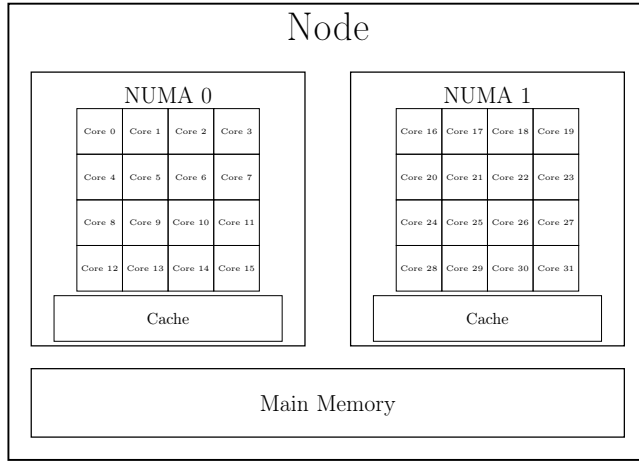 Node
NUMA 0
Core 0 Core 1 Core 2 Core 3
Core 4 Core 5 Core 6 Core 7
Core 8 Core 9 Core 10 Core 11
Core 12 Core 13 Core 14 Core 15
Cache
NUMA 1
Core 16 Core 17 Core 18 Core 19
Core 20 Core 21 Core 22 Core 23
Core 24 Core 25 Core 26 Core 27
Core 28 Core 29 Core 30 Core 31
Cache
Main Memory